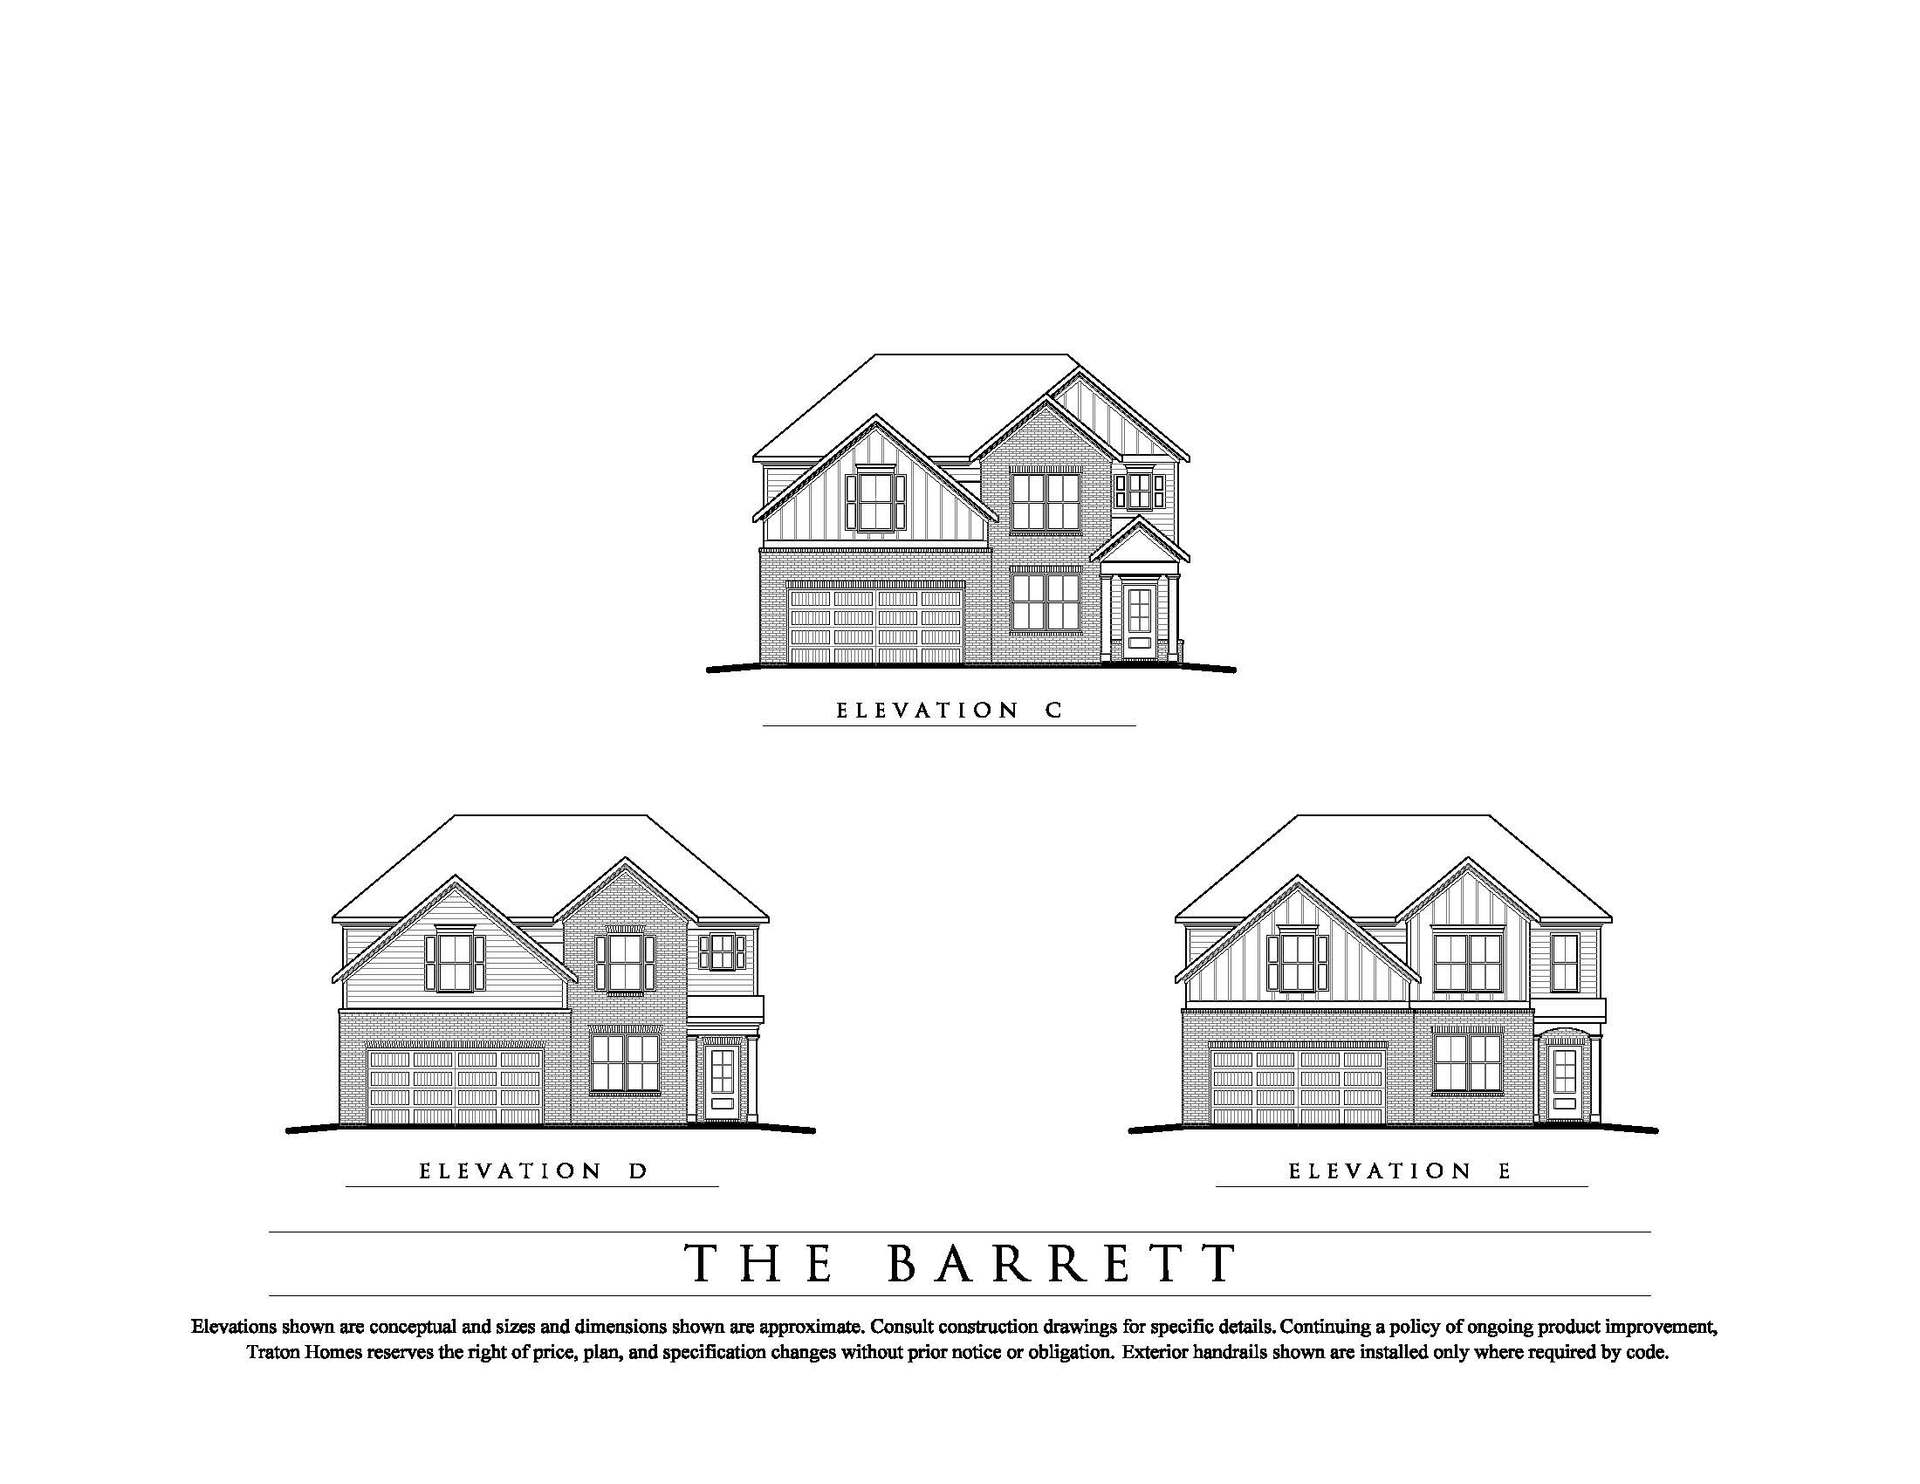 ELEVATION C
ELEVATION D
ELEVATION E
THE BARRETT
Elevations shown are conceptual and sizes and dimensions shown are approximate. Consult construction drawings for specific details. Continuing a policy of ongoing product improvement,
Traton Homes reserves the right of price, plan, and specification changes without prior notice or obligation. Exterior handrails shown are installed only where required by code.